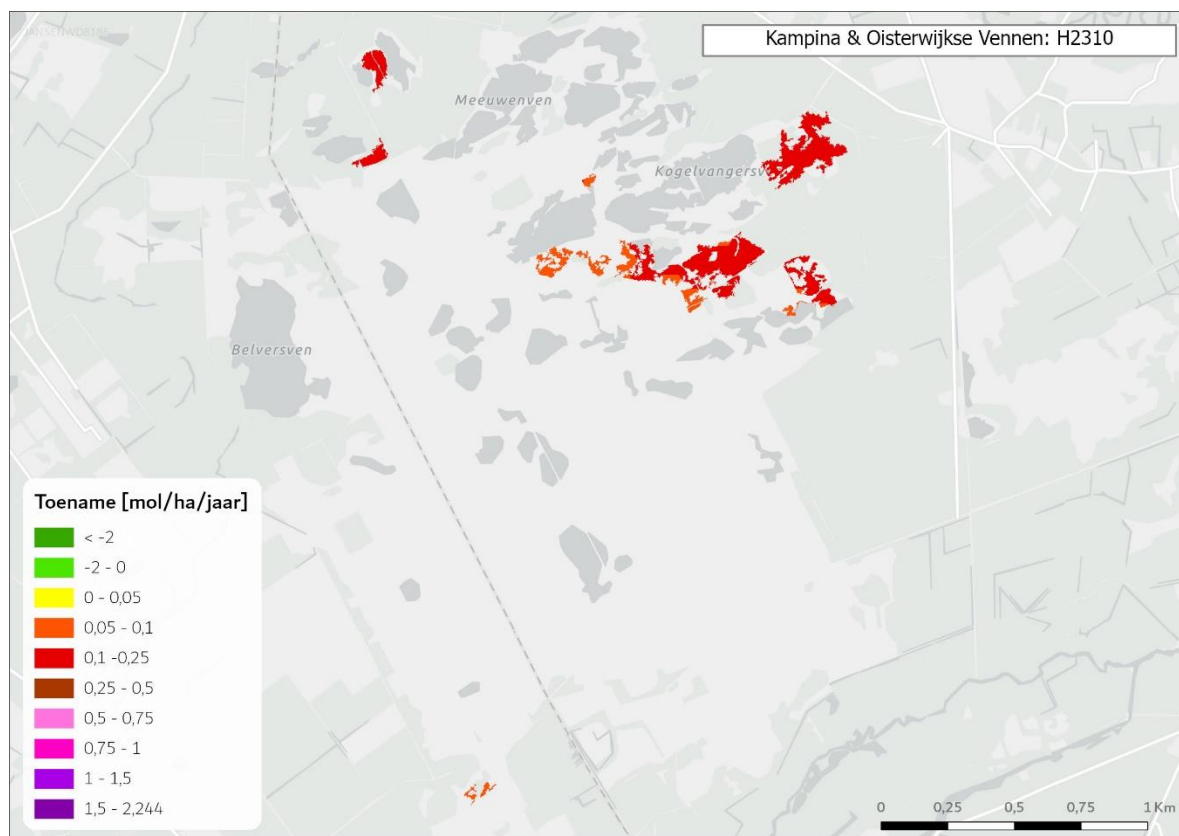 Kampina & Oisterwijkse Vennen: H2310
Meeuwenven
Belversven
Toename [mol/ha/jaar]
< -2
-2 - 0
0 - 0,05
0,05 - 0,1
0,1 -0,25
0,25 - 0,5
0,5 - 0,75
0,75 - 1
1 - 1,5
1,5 - 2,244
0 0,25 0,5 0,75 1 Km